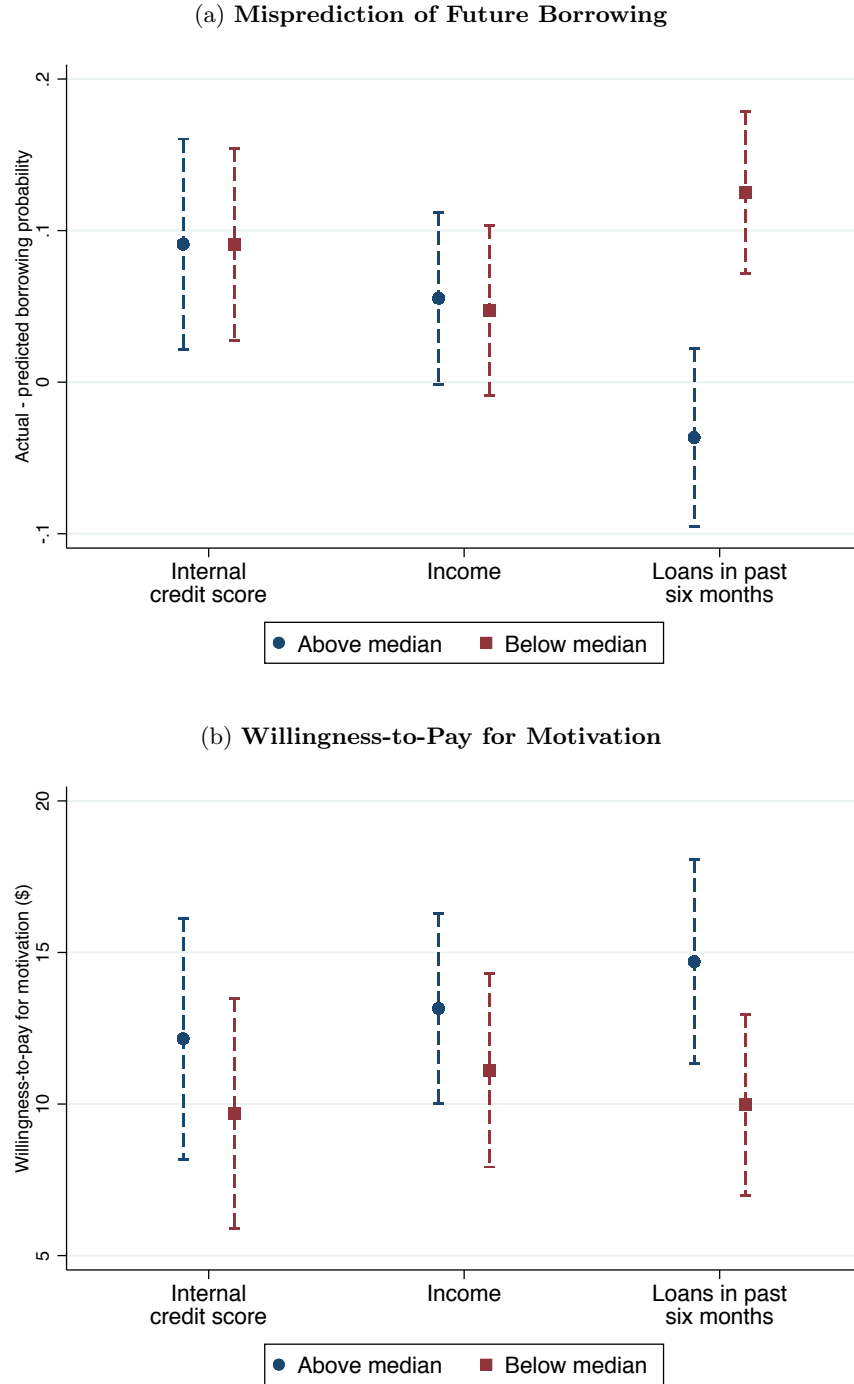 (a) Misprediction of Future Borrowing
Actual - predicted borrowing probability
.2
.1
0
-.1
Internal
credit score
Income
Loans in past
six months
Above median
Below median
(b) Willingness-to-Pay for Motivation
Willingness-to-pay for motivation ($)
20
15
10
5
Internal
credit score
Income
Loans in past
six months
Above median
Below median